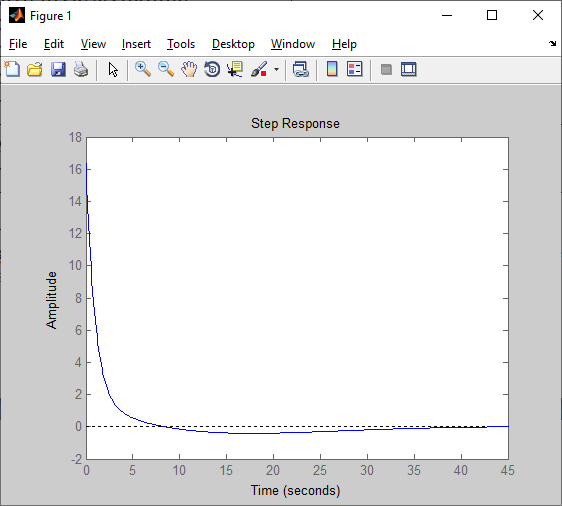 Figure 1
File Edit View Insert Tools Desktop Window Help
Step Response
18
16
14
12
10
8
6
4
2
0
-2
Amplitude
0 5 10 15 20 25 30 35 40 45
Time (seconds)